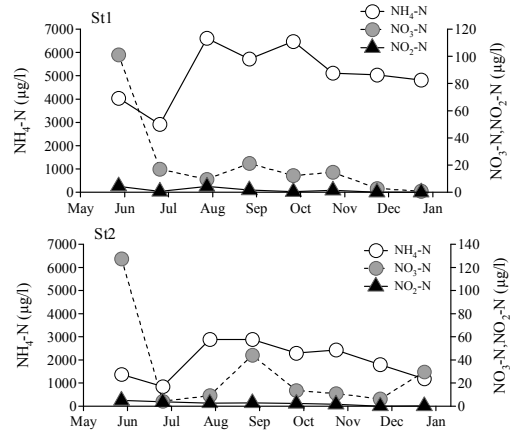 St1
NH4-N
NO3-N
NO2-N
NH4-N (µg/l)
7000
6000
5000
4000
3000
2000
1000
0
NO3-N,NO2-N (µg/l)
120
100
80
60
40
20
0
May Jun Jul Aug Sep Oct Nov Dec Jan
St2
NH4-N
NO3-N
NO2-N
NH4-N (µg/l)
7000
6000
5000
4000
3000
2000
1000
0
NO3-N,NO2-N (µg/l)
140
120
100
80
60
40
20
0
May Jun Jul Aug Sep Oct Nov Dec Jan